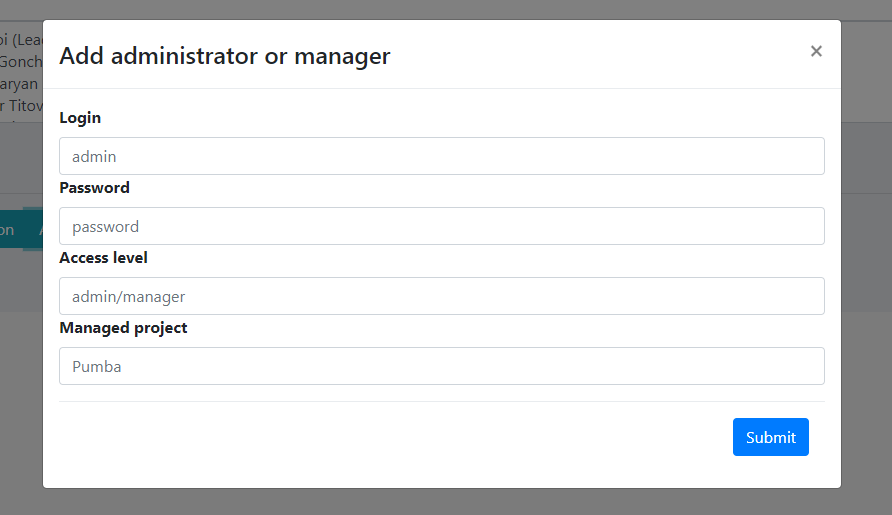 Add administrator or manager ×
Login
admin
Password
password
Access level
admin/manager
Managed project
Pumba
Submit